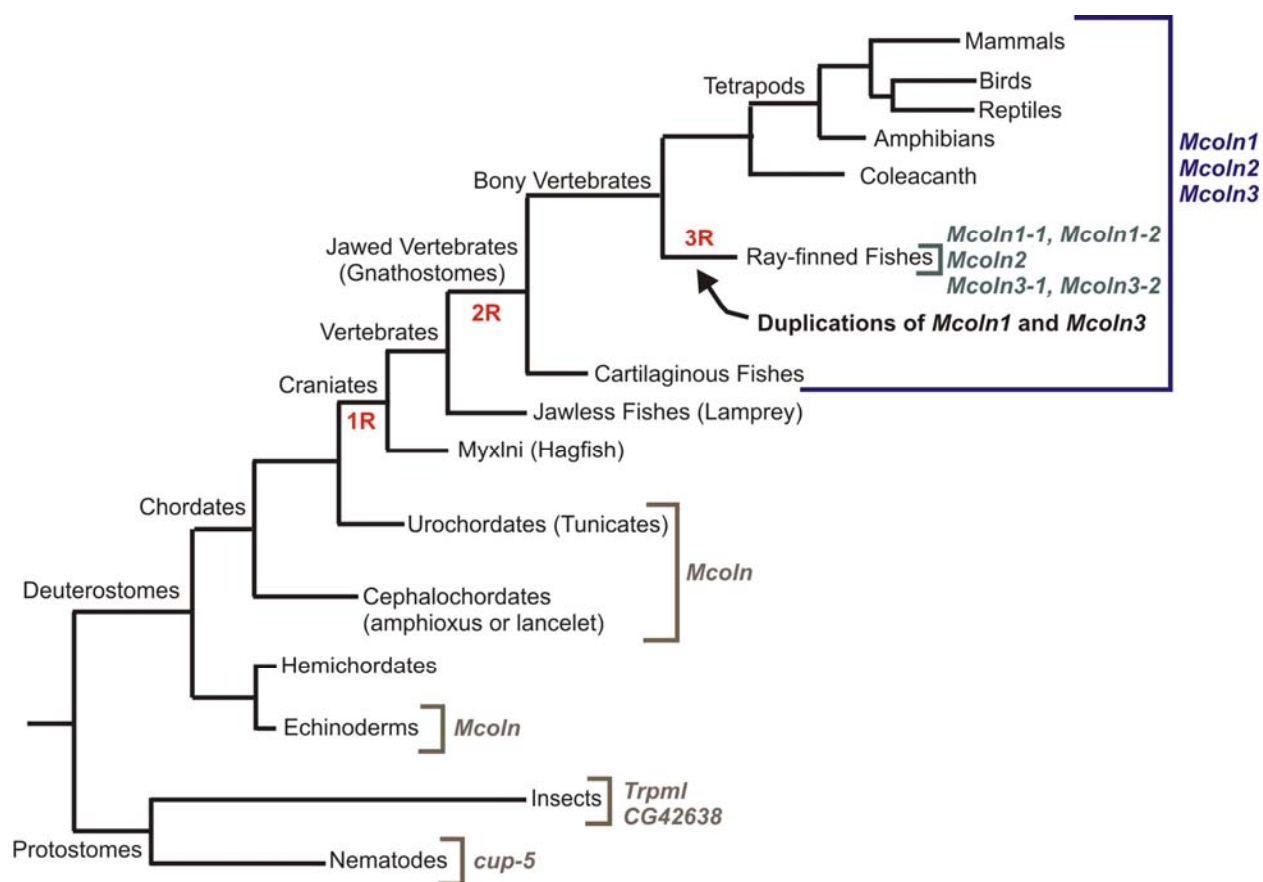 Mammals
Tetrapods
Birds
Reptiles
Amphibians
Mcoln1
Mcoln2
Mcoln3
Coleacanth
Bony Vertebrates
3R
Ray-finned Fishes
Mcoln1-1, Mcoln1-2
Mcoln2
Mcoln3-1, Mcoln3-2
Jawed Vertebrates
(Gnathostomes)
2R
Duplications of Mcoln1 and Mcoln3
Vertebrates
Cartilaginous Fishes
Craniates
1R
Jawless Fishes (Lamprey)
MyxIni (Hagfish)
Chordates
Urochordates (Tunicates)
Mcoln
Deuterostomes
Cephalochordates
(amphioxus or lancelet)
Hemichordates
Echinoderms
Mcoln
Insects
Trpml
CG42638
Protostomes
Nematodes
cup-5